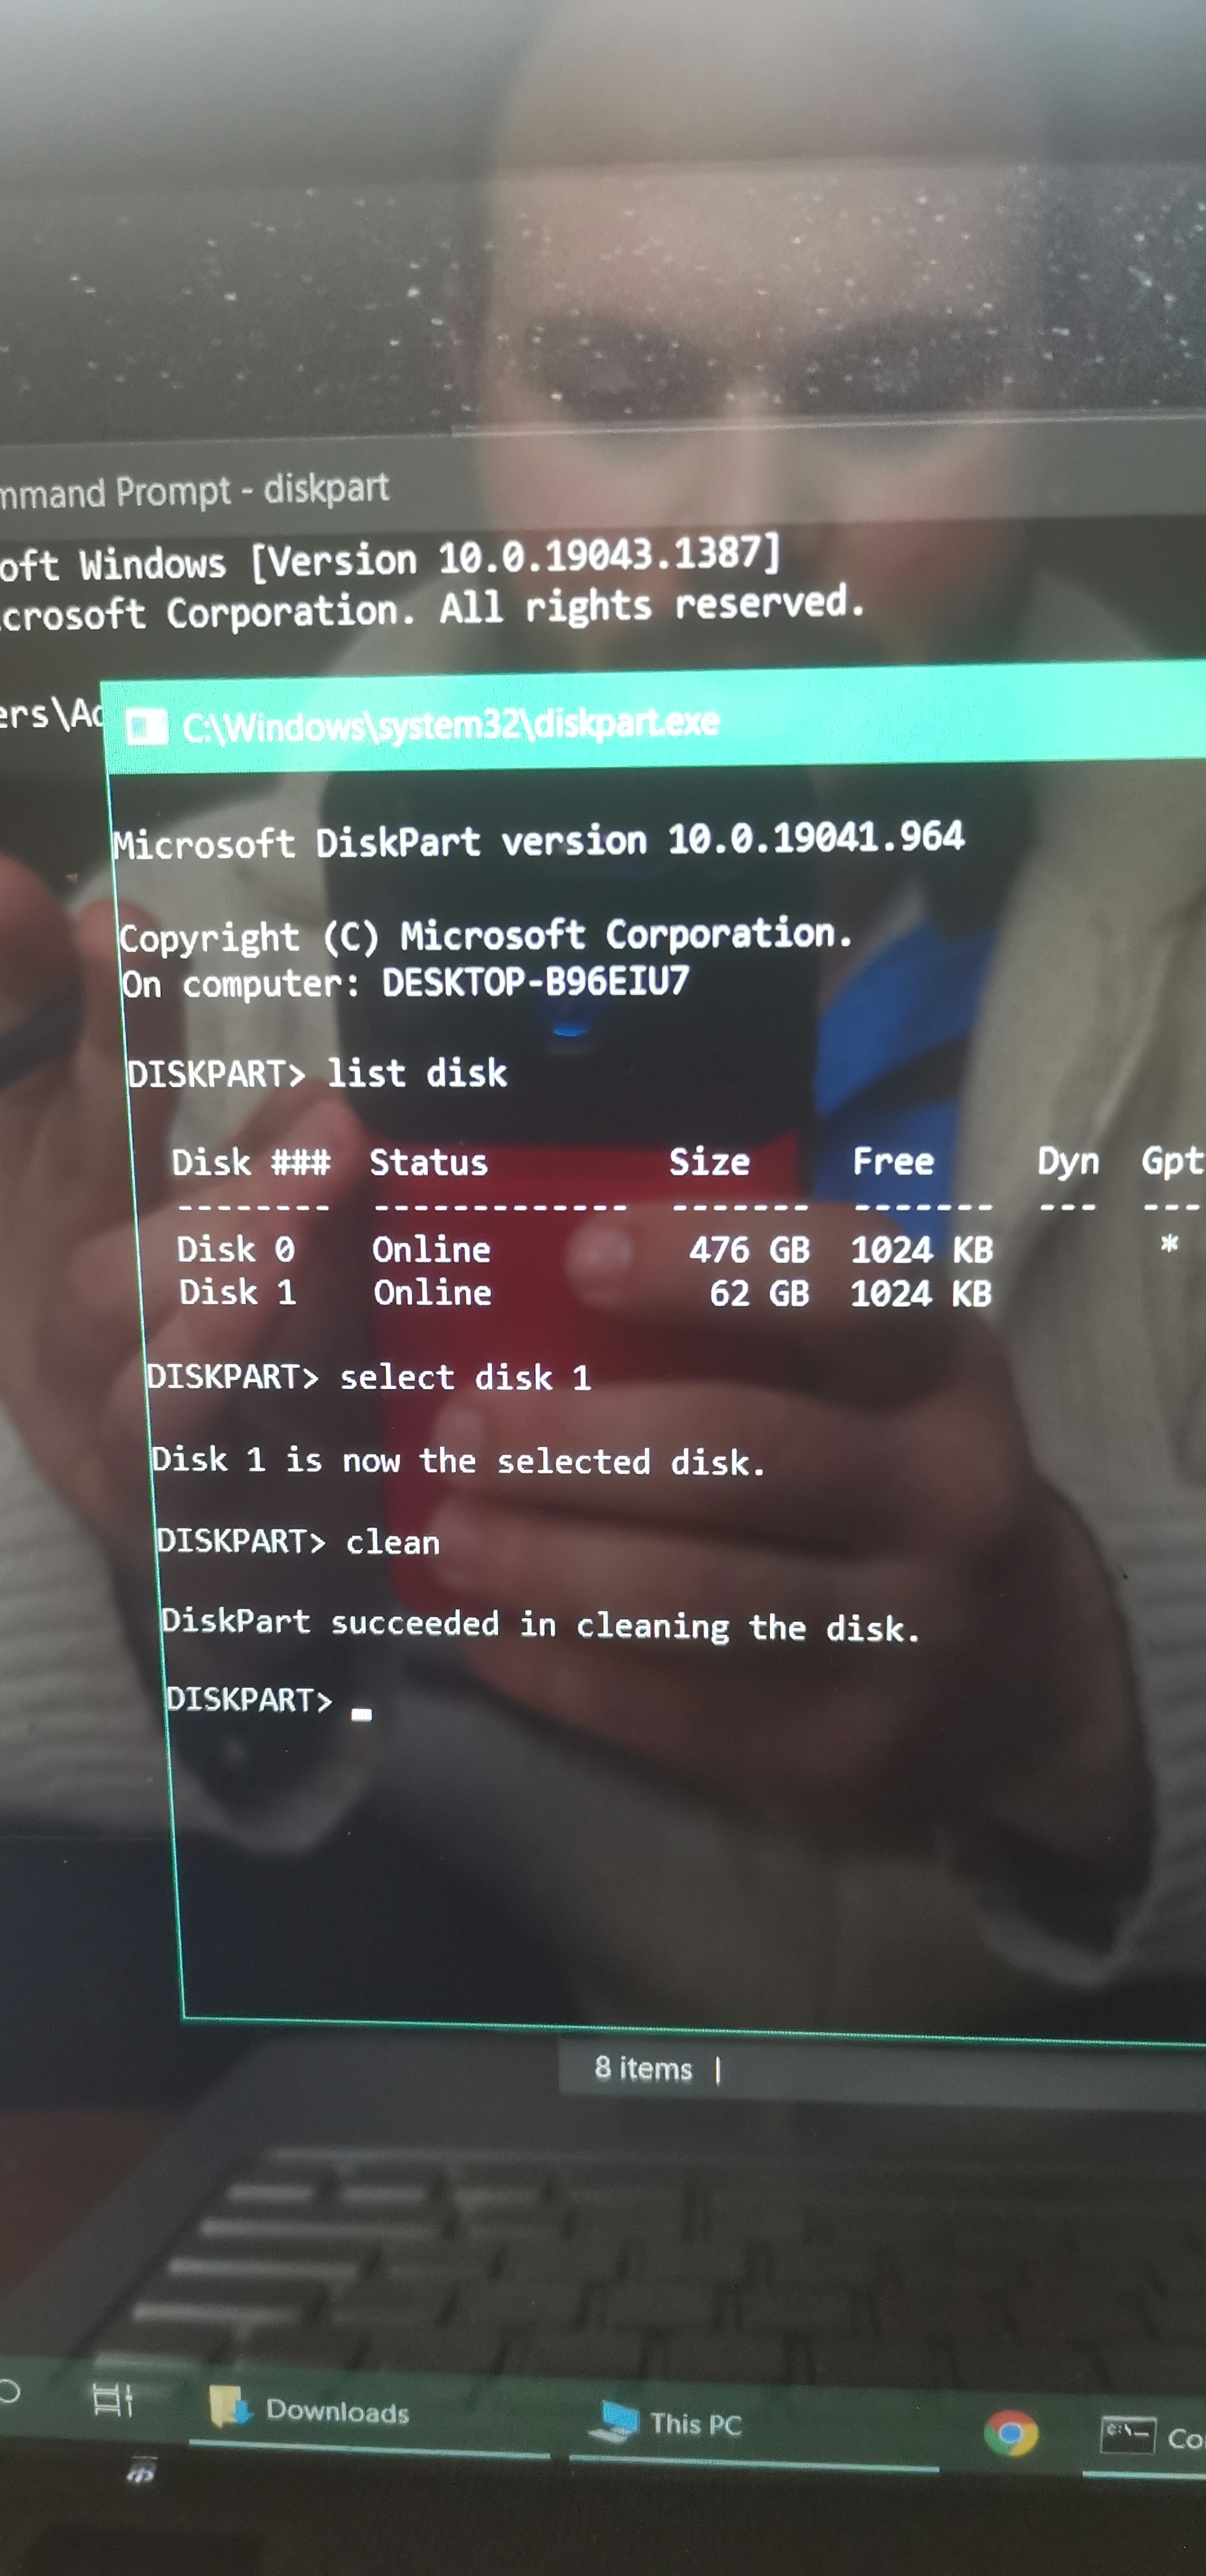 mmand Prompt - diskpart
oft Windows [Version 10.0.19043.1387]
crosoft Corporation. All rights reserved.
ers\Ad
C:\Windows\system32\diskpart.exe
Microsoft DiskPart version 10.0.19041.964
Copyright (C) Microsoft Corporation.
On computer: DESKTOP-B96EIU7
DISKPART> list disk
Disk ### Status Size Free Dyn Gpt
-------- ------------- ------- ------- --- ---
Disk 0 Online 476 GB 1024 KB *
Disk 1 Online 62 GB 1024 KB
DISKPART> select disk 1
Disk 1 is now the selected disk.
DISKPART> clean
DiskPart succeeded in cleaning the disk.
DISKPART>
8 items
Downloads
This PC
Co